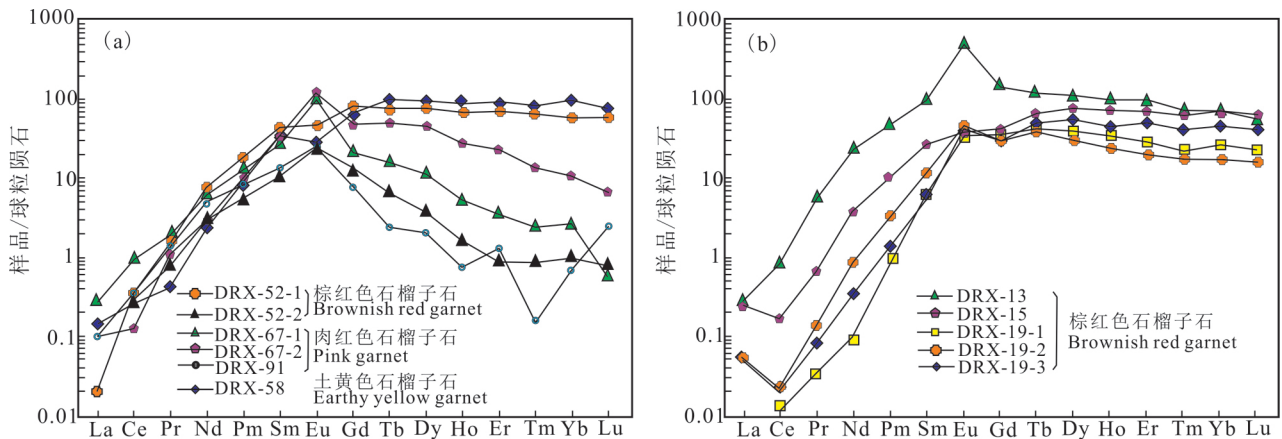 (a)
样品/球粒陨石
1000
100
10
1
0.1
0.01
DRX-52-1
DRX-52-2
棕红色石榴子石
Brownish red garnet
DRX-67-1
DRX-67-2
DRX-91
肉红色石榴子石
Pink garnet
DRX-58
土黄色石榴子石
Earthy yellow garnet
La Ce Pr Nd Pm Sm Eu Gd Tb Dy Ho Er Tm Yb Lu
(b)
样品/球粒陨石
1000
100
10
1
0.1
0.01
DRX-13
DRX-15
DRX-19-1
DRX-19-2
DRX-19-3
棕红色石榴子石
Brownish red garnet
La Ce Pr Nd Pm Sm Eu Gd Tb Dy Ho Er Tm Yb Lu